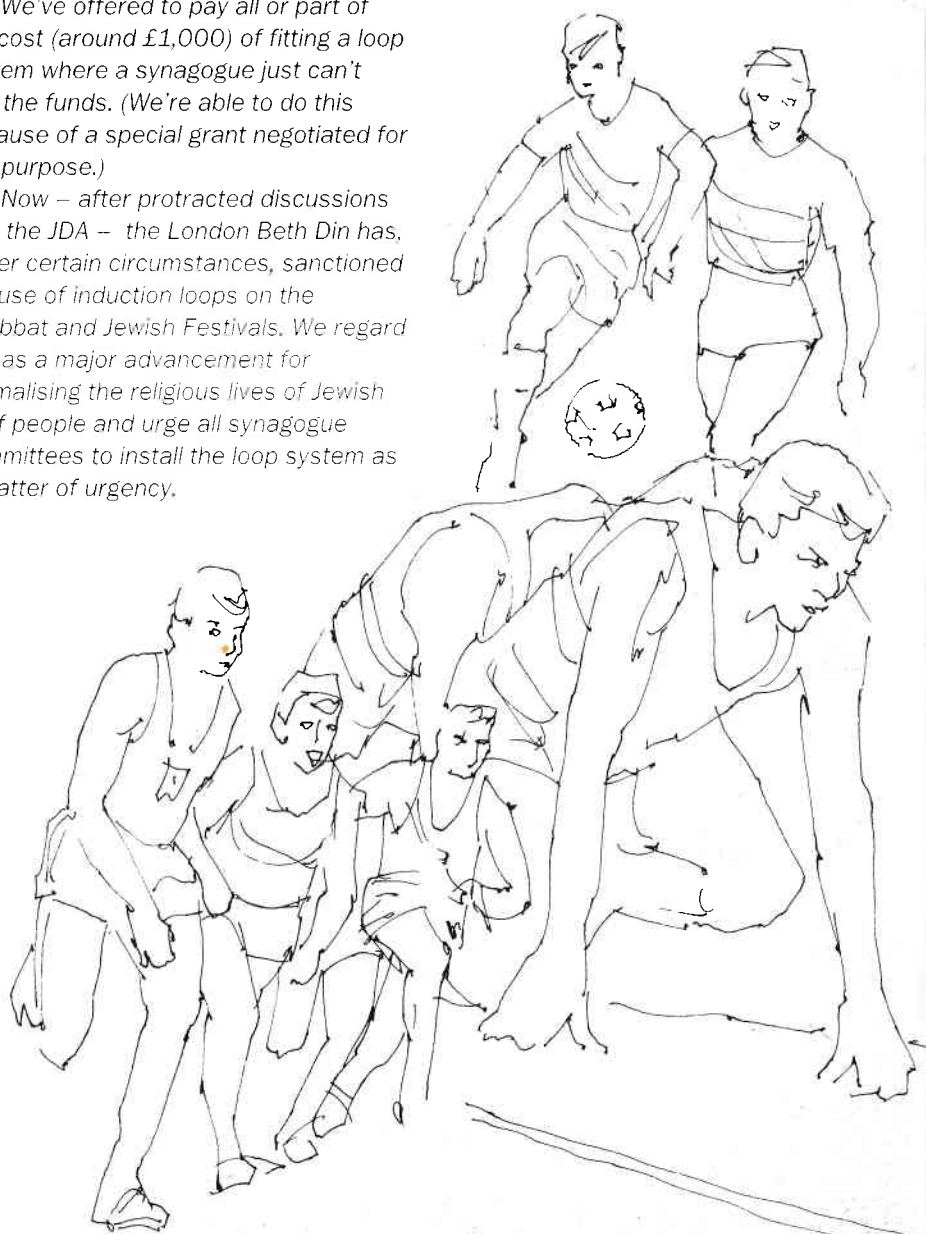 We've offered to pay all or part of
cost (around £1,000) of fitting a loop
em where a synagogue just can't
the funds. (We're able to do this
ause of a special grant negotiated for
purpose.)
Now – after protracted discussions
the JDA – the London Beth Din has,
er certain circumstances, sanctioned
use of induction loops on the
bbat and Jewish Festivals. We regard
as a major advancement for
malising the religious lives of Jewish
f people and urge all synagogue
mmittees to install the loop system as
atter of urgency.